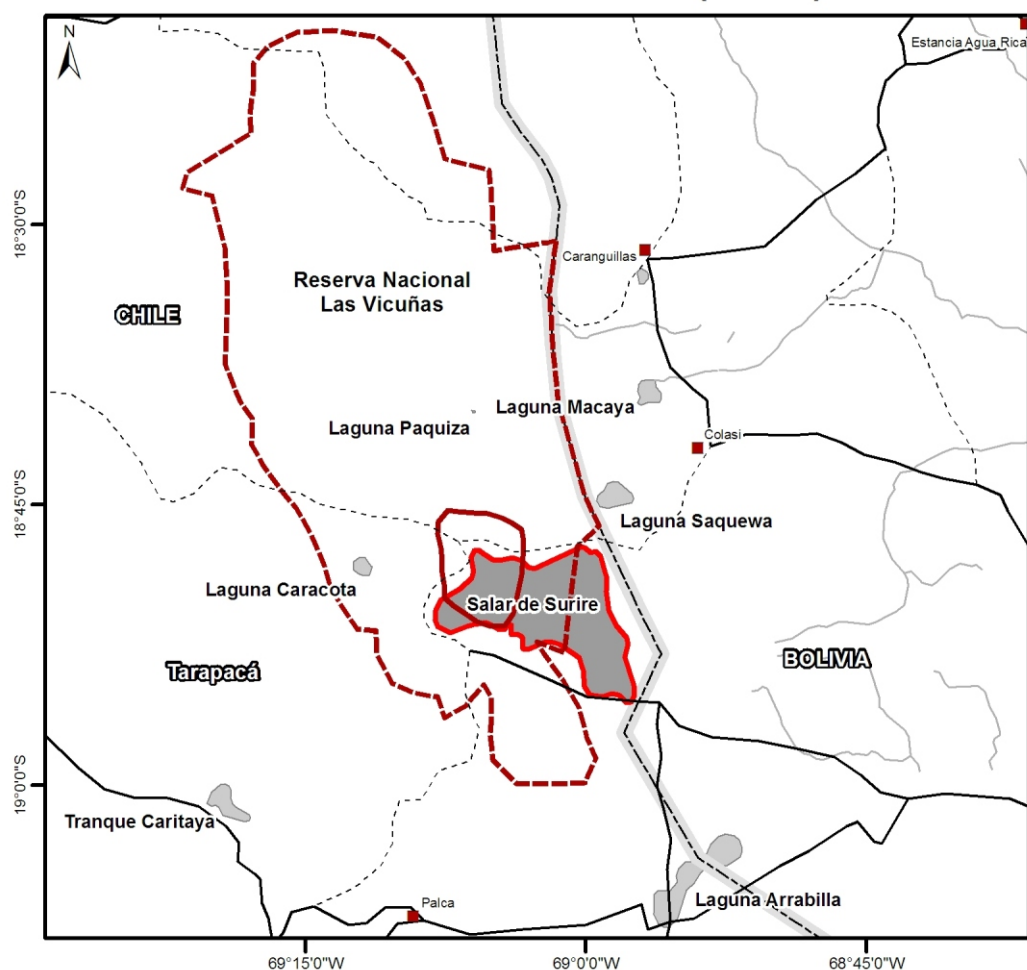 N
Estancia Agua Rica
18°30'0"S
Caranguillas
Reserva Nacional
Las Vicuñas
CHILE
Laguna Macaya
Laguna Paquiza
Colasi
18°45'0"S
Laguna Saquewa
Laguna Caracota
Salar de Surire
Tarapacá
BOLIVIA
19°0'0"S
Tranque Caritaya
Laguna Arrabilla
Palca
69°15'0"W
69°0'0"W
68°45'0"W